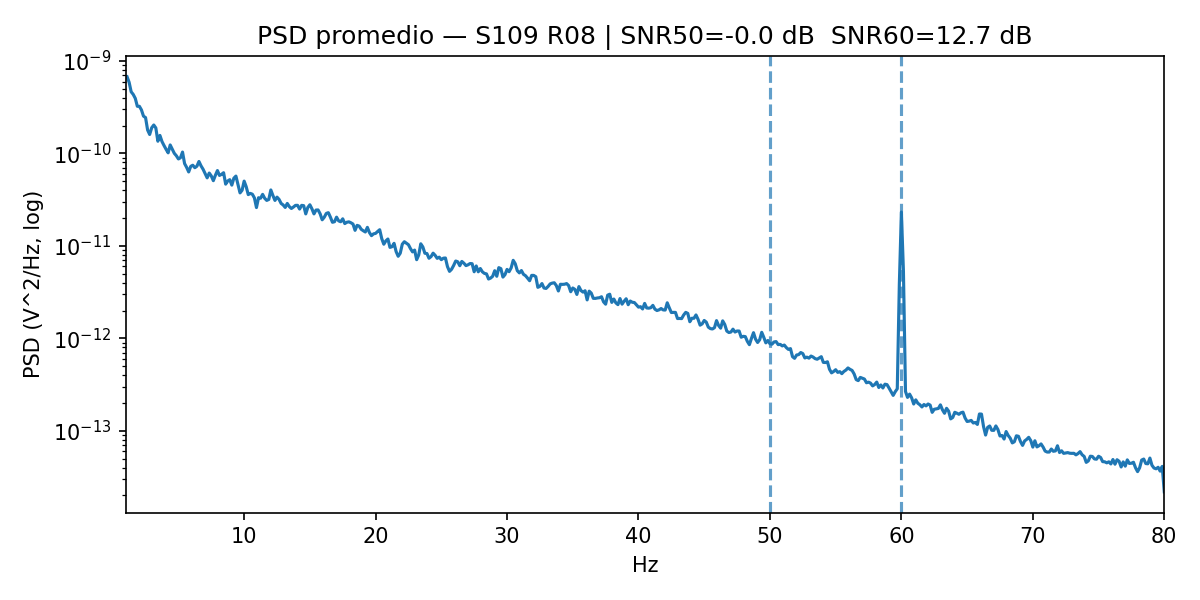 PSD promedio — S109 R08 | SNR50=-0.0 dB  SNR60=12.7 dB
PSD (V^2/Hz, log)
10⁻⁹
10⁻¹⁰
10⁻¹¹
10⁻¹²
10⁻¹³
10 20 30 40 50 60 70 80
Hz